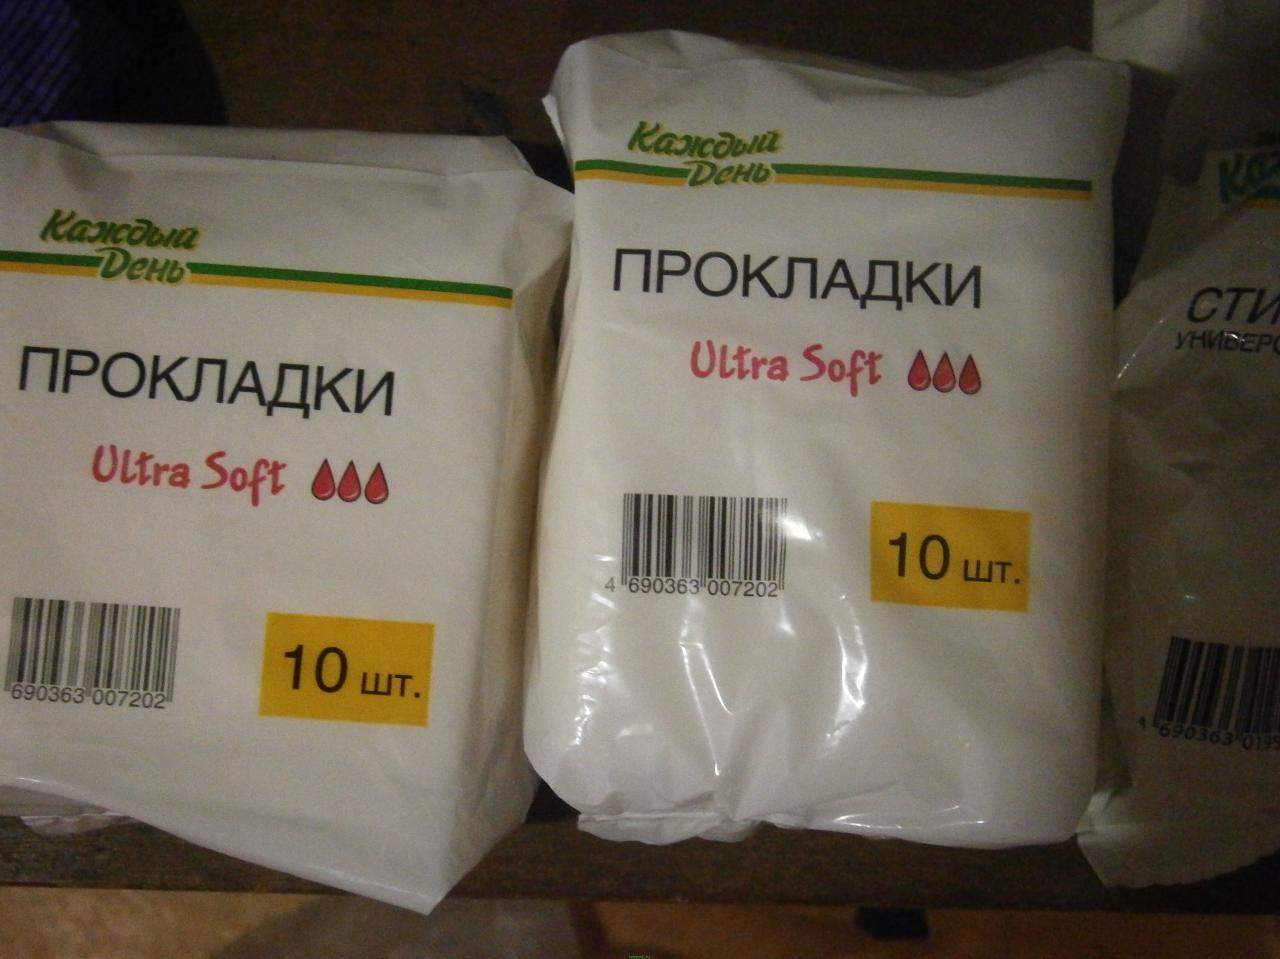 Каждый
День
ПРОКЛАДКИ
Ultra Soft
690363 007202
10 шт.
Каждый
День
ПРОКЛАДКИ
Ultra Soft
4 690363 007202
10 шт.